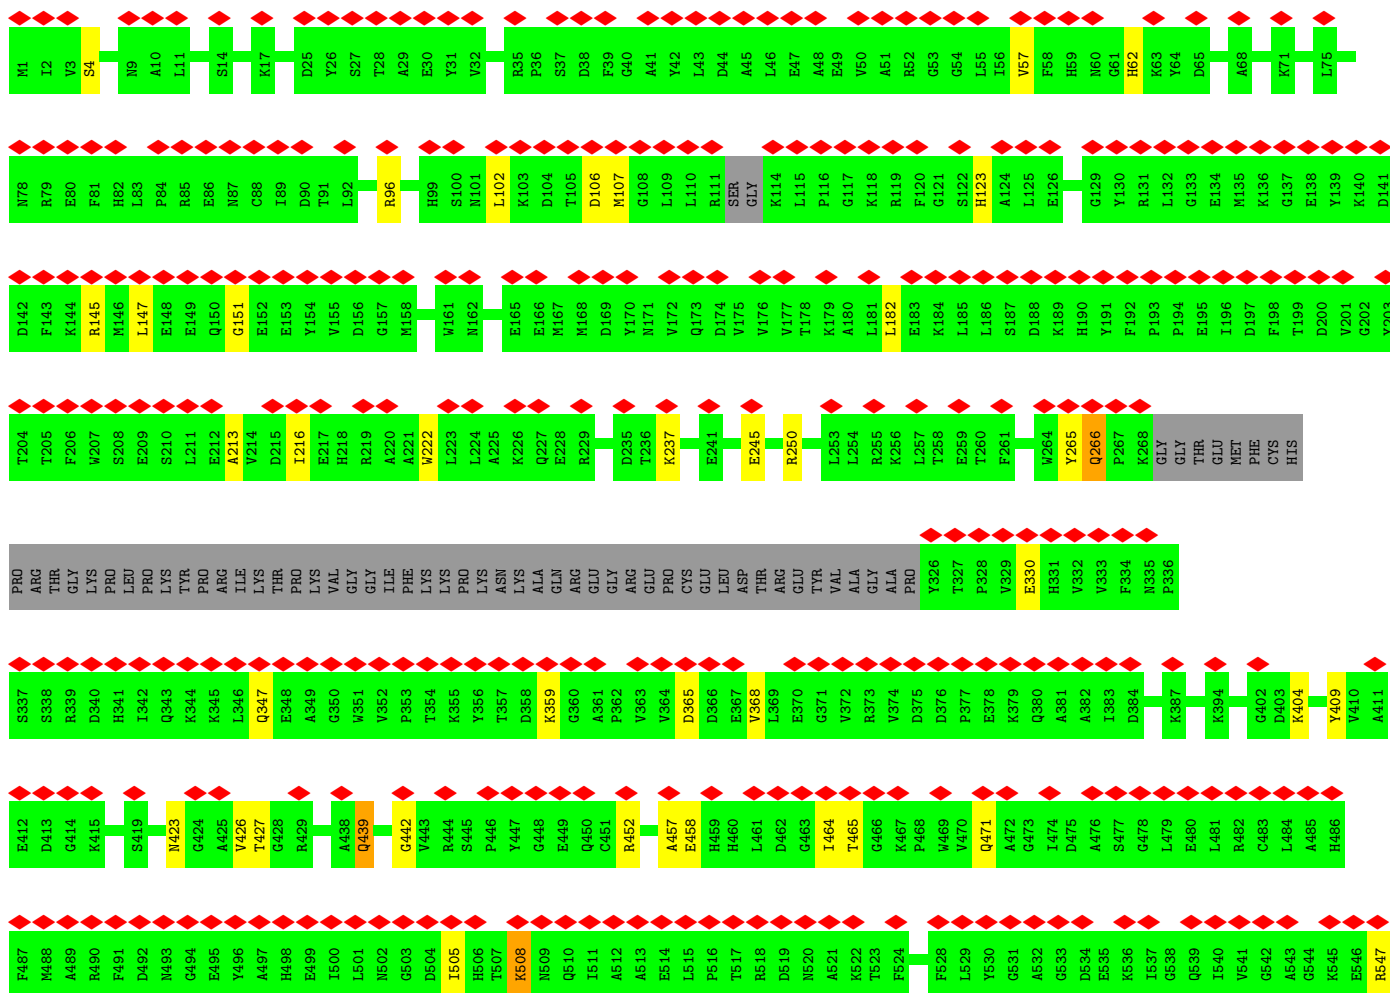 M1 I2 V3 S4 N9 A10 L11 S14 K17 D25 Y26 S27 T28 A29 E30 Y31 V32 R35 P36 S37 D38 F39 G40 A41 Y42 L43 D44 A45 L46 E47 A48 E49 V50 A51 R52 G53 G54 L55 I56 V57 F58 H59 N60 G61 H62 K63 Y64 D65 A68 K71 L75
N78 R79 E80 F81 H82 L83 P84 R85 E86 N87 C88 I89 D90 T91 L92 R96 H99 S100 N101 L102 K103 D104 T105 D106 M107 G108 L109 L110 R111 SER GLY K114 L115 P116 G117 K118 R119 F120 G121 S122 H123 A124 L125 E126 G129 Y130 R131 L132 G133 E134 M135 K136 G137 E138 Y139 K140 D141
D142 F143 K144 R145 M146 L147 E148 E149 Q150 G151 E152 E153 Y154 V155 D156 G157 M158 W161 N162 E165 E166 M167 M168 D169 Y170 N171 V172 Q173 D174 V175 V176 V177 T178 K179 A180 L181 L182 E183 K184 L185 L186 S187 D188 K189 H190 Y191 F192 P193 P194 E195 I196 D197 F198 T199 D200 V201 G202 Y203
T204 T205 F206 W207 S208 E209 S210 L211 E212 A213 V214 D215 I216 E217 H218 R219 A220 A221 W222 L223 L224 A225 K226 Q227 E228 R229 D235 T236 K237 E241 E245 R250 L253 L254 R255 K256 L257 T258 E259 T260 F261 W264 Y265 Q266 P267 K268 GLY GLY THR GLU MET PHE CYS HIS
PRO ARG THR GLY LYS PRO LEU PRO LYS TYR PRO ARG ILE LYS THR PRO LYS VAL GLY GLY ILE PHE LYS LYS PRO LYS ASN LYS ALA GLN ARG GLU GLY ARG GLU PRO CYS GLU LEU ASP THR ARG GLU TYR VAL ALA GLY ALA PRO Y326 T327 P328 V329 E330 H331 V332 V333 F334 N335 P336
S337 S338 R339 D340 H341 I342 Q343 K344 K345 L346 Q347 E348 A349 G350 W351 V352 P353 T354 K355 Y356 T357 D358 K359 G360 A361 P362 V363 V364 D365 D366 E367 V368 L369 E370 G371 V372 R373 V374 D375 D376 P377 E378 K379 Q380 A381 A382 I383 D384 K387 K394 G402 D403 K404 Y409 V410 A411
E412 D413 G414 K415 S419 N423 G424 A425 V426 T427 G428 R429 A438 Q439 G442 V443 R444 S445 P446 Y447 G448 E449 Q450 C451 R452 A457 E458 H459 H460 L461 D462 G463 I464 T465 G466 K467 P468 W469 V470 Q471 A472 G473 I474 D475 A476 S477 G478 L479 E480 L481 R482 C483 L484 A485 H486
F487 M488 A489 R490 F491 D492 N493 G494 E495 Y496 A497 H498 E499 I500 L501 N502 G503 D504 I505 H506 T507 K508 N509 Q510 I511 A512 A513 E514 L515 P516 T517 R518 D519 N520 A521 K522 T523 F524 F528 L529 Y530 G531 A532 G533 D534 E535 K536 I537 G538 Q539 I540 V541 G542 A543 G544 K545 E546 R547